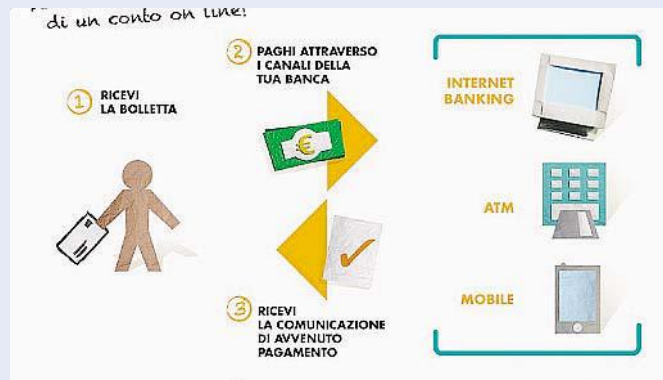 di un conto on line!
1 RICEVI
LA BOLLETTA
2 PAGHI ATTRAVERSO
I CANALI DELLA
TUA BANCA
INTERNET
BANKING
ATM
MOBILE
3 RICEVI
LA COMUNICAZIONE
DI AVVENUTO
PAGAMENTO